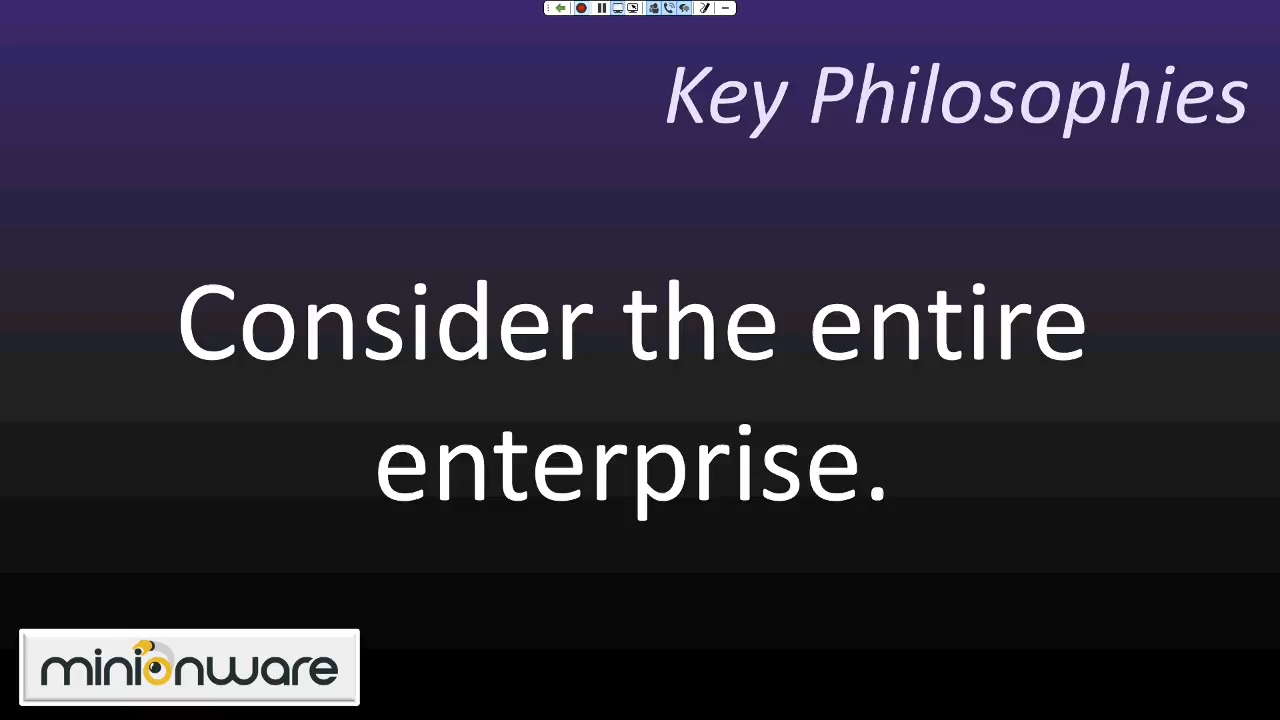 Key Philosophies
Consider the entire
enterprise.
minionware